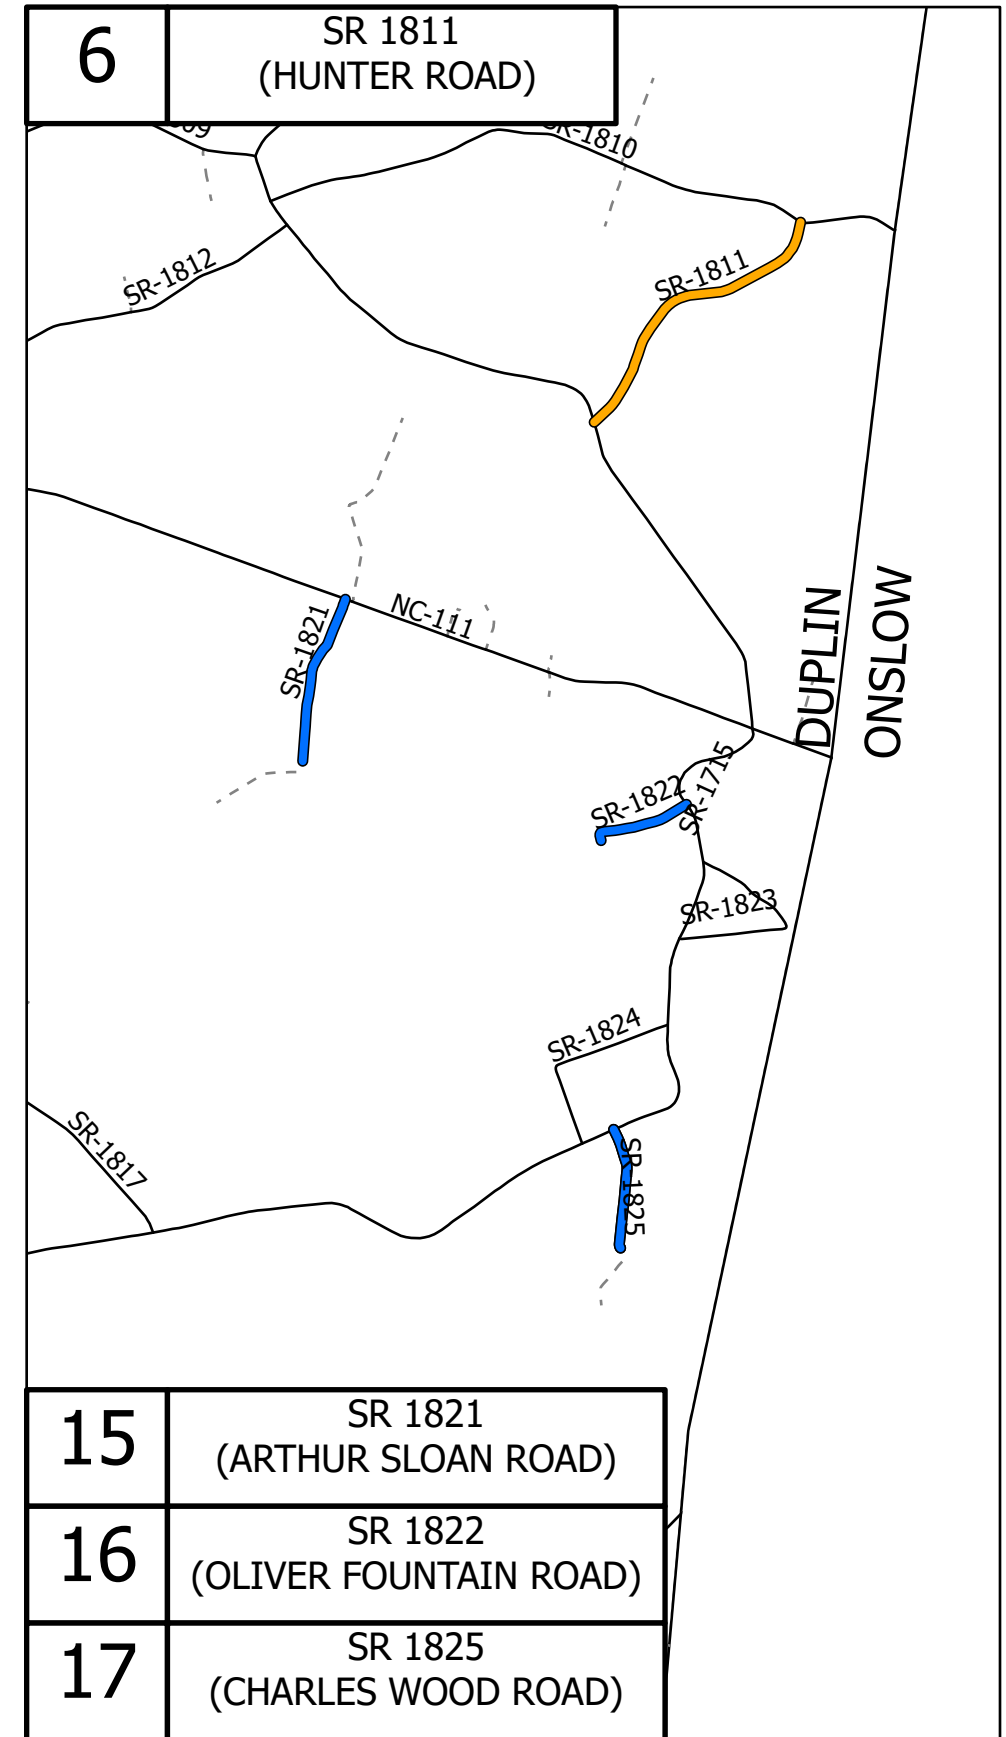 6
SR 1811
(HUNTER ROAD)
SR-1810
SR-1811
SR-1812
NC-111
SR-1821
DUPLIN
ONSLOW
SR-1715
SR-1822
SR-1823
SR-1824
SR-1817
SR 1825
15
SR 1821
(ARTHUR SLOAN ROAD)
16
SR 1822
(OLIVER FOUNTAIN ROAD)
17
SR 1825
(CHARLES WOOD ROAD)